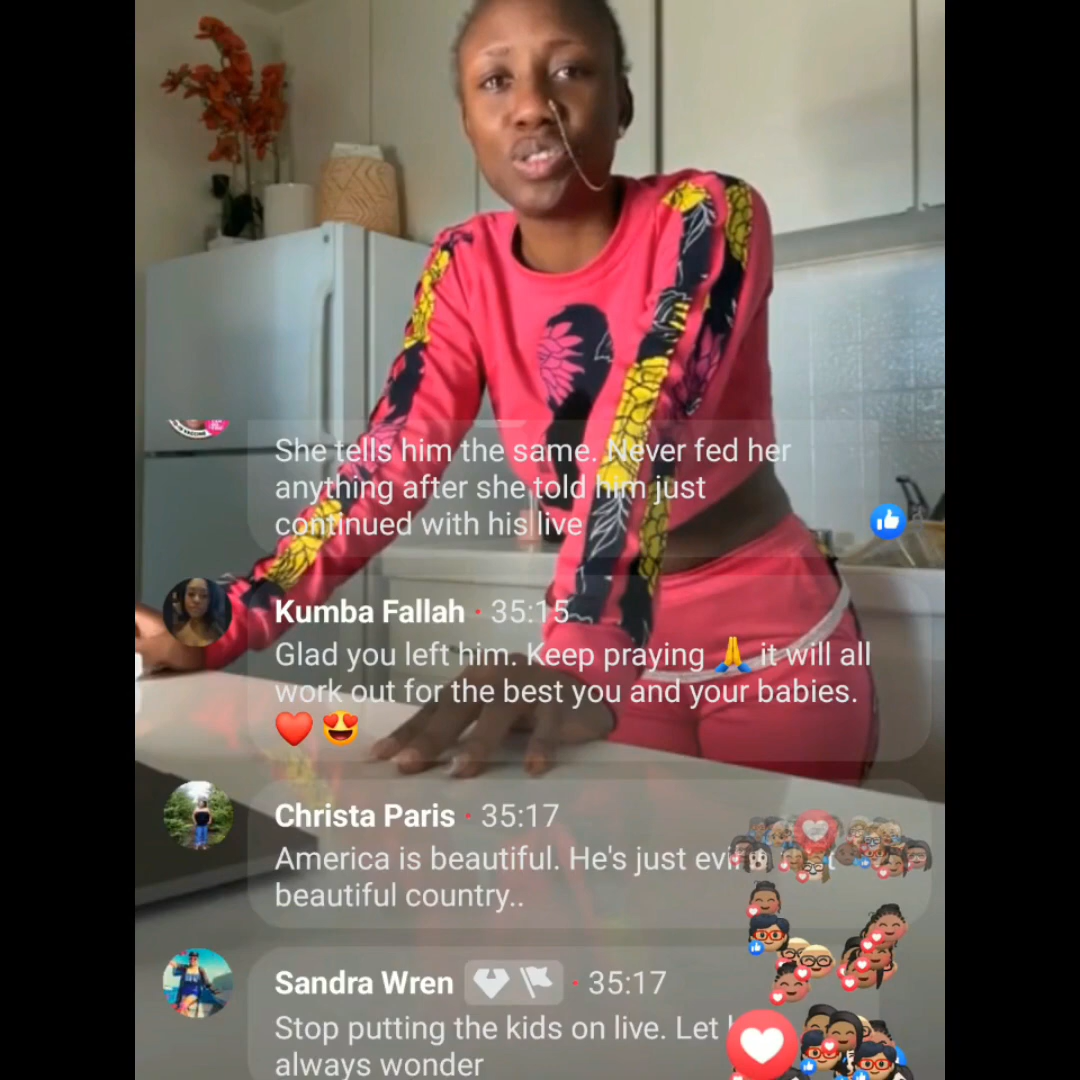 She tells him the same. Never fed her
anything after she told him just
continued with his live
Kumba Fallah · 35:15
Glad you left him. Keep praying 🙏 it will all
work out for the best you and your babies.
❤️ 😍
Christa Paris · 35:17
America is beautiful. He's just evil
beautiful country..
Sandra Wren · 35:17
Stop putting the kids on live. Let
always wonder